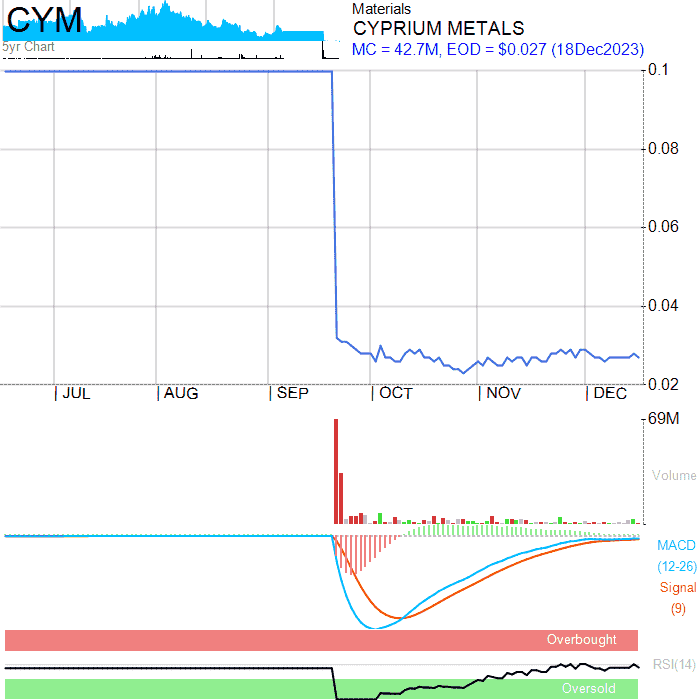 CYM
5yr Chart
Materials
CYPRIUM METALS
MC = 42.7M, EOD = $0.027 (18Dec2023)
0.1
0.08
0.06
0.04
0.02
JUL AUG SEP OCT NOV DEC
69M
Volume
MACD
(12-26)
Signal
(9)
Overbought
RSI(14)
Oversold